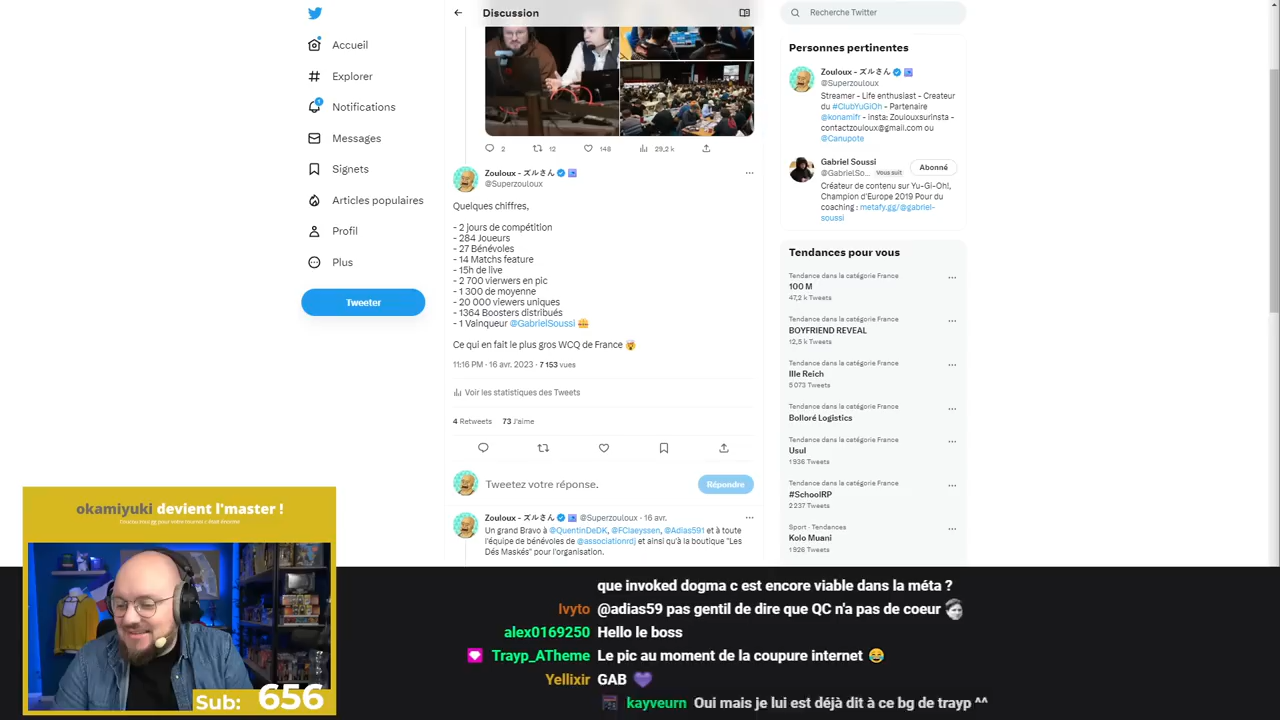 Discussion
Recherche Twitter
Accueil
Explorer
1
Notifications
Messages
Signets
Articles populaires
Profil
Plus
Tweeter
2
12
148
29,2 k
Zouloux - ズルさん
@Superzouloux
Quelques chiffres,
- 2 jours de compétition
- 284 Joueurs
- 27 Bénévoles
- 14 Matchs feature
- 15h de live
- 2 700 vierwers en pic
- 1 300 de moyenne
- 20 000 viewers uniques
- 1364 Boosters distribués
- 1 Vainqueur @GabrielSoussi
Ce qui en fait le plus gros WCQ de France 🤯
11:16 PM · 16 avr. 2023 · 7 153 vues
Voir les statistiques des Tweets
4 Retweets 73 J'aime
Tweetez votre réponse.
Répondre
Zouloux - ズルさん @Superzouloux · 16 avr.
Un grand Bravo à @QuentinDeDK, @FClaeyssen, @Adias591 et à toute
l'équipe de bénévoles de @associationrdj et ainsi qu'à la boutique "Les
Dés Maskés" pour l'organisation.
Personnes pertinentes
Zouloux - ズルさん
@Superzouloux
Streamer - Life enthusiast - Createur
du #ClubYuGiOh - Partenaire
@konamifr - insta: Zoulouxsurinsta -
contactzouloux@gmail.com ou
@Canupote
Gabriel Soussi
@GabrielSo... Vous suit
Abonné
Créateur de contenu sur Yu-Gi-Oh!,
Champion d'Europe 2019 Pour du
coaching : metafy.gg/@gabriel-
soussi
Tendances pour vous
Tendance dans la catégorie France
100 M
47,2 k Tweets
Tendance dans la catégorie France
BOYFRIEND REVEAL
12,5 k Tweets
Tendance dans la catégorie France
IIIe Reich
5 073 Tweets
Tendance dans la catégorie France
Bolloré Logistics
Tendance dans la catégorie France
Usul
1 936 Tweets
Tendance dans la catégorie France
#SchoolRP
2 237 Tweets
Sport · Tendances
Kolo Muani
1 926 Tweets
okamiyuki devient l'master !
Sub: 656
que invoked dogma c est encore viable dans la méta ?
Ivyto @adias59 pas gentil de dire que QC n'a pas de coeur
alex0169250 Hello le boss
Trayp_ATheme Le pic au moment de la coupure internet 😂
Yellixir GAB 💜
kayveurn Oui mais je lui est déjà dit à ce bg de trayp ^^